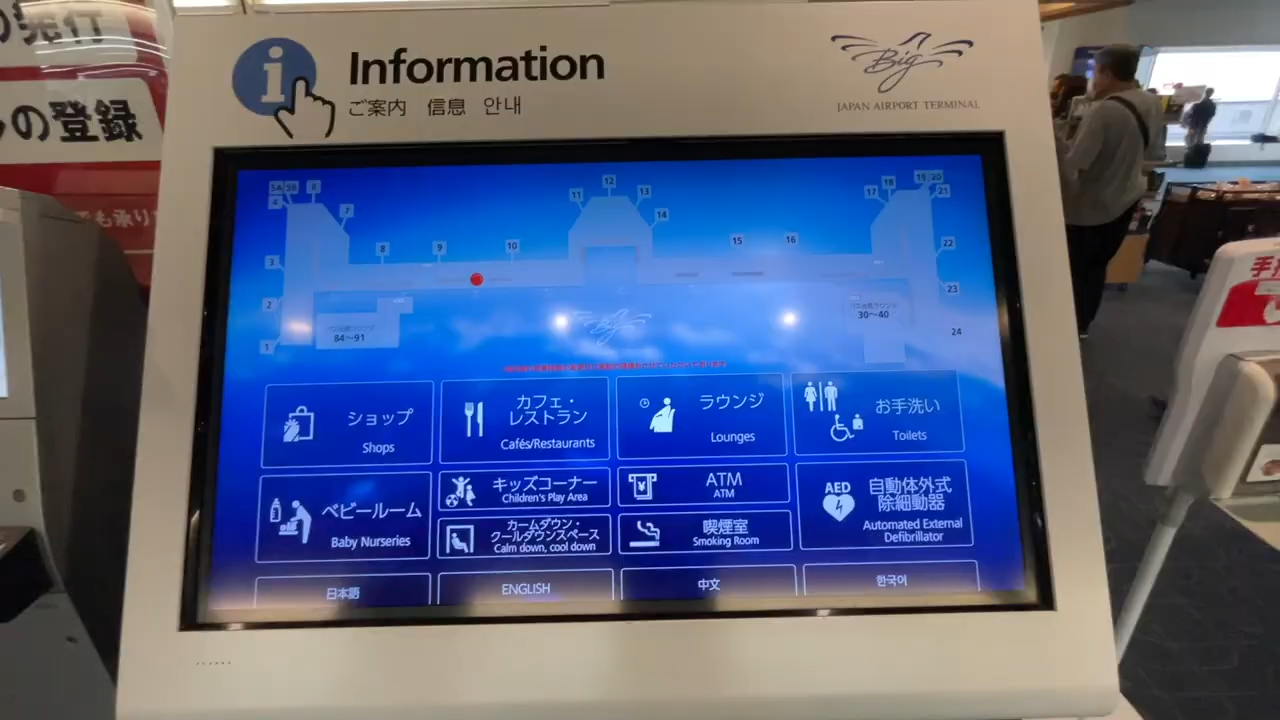 の発行
の登録
でも承り
Information
ご案内 信息 안내
Big
JAPAN AIRPORT TERMINAL
5A 5B 6
4
7
3
8
9
10
2
1
11
12
13
14
15
16
17
18
19 20
21
22
23
24
84〜91
30〜40
ショップ
Shops
カフェ・
レストラン
Cafés/Restaurants
ラウンジ
Lounges
お手洗い
Toilets
ベビールーム
Baby Nurseries
キッズコーナー
Children's Play Area
カームダウン・
クールダウンスペース
Calm down, cool down
ATM
ATM
喫煙室
Smoking Room
AED
自動体外式
除細動器
Automated External
Defibrillator
日本語
ENGLISH
中文
한국어
手